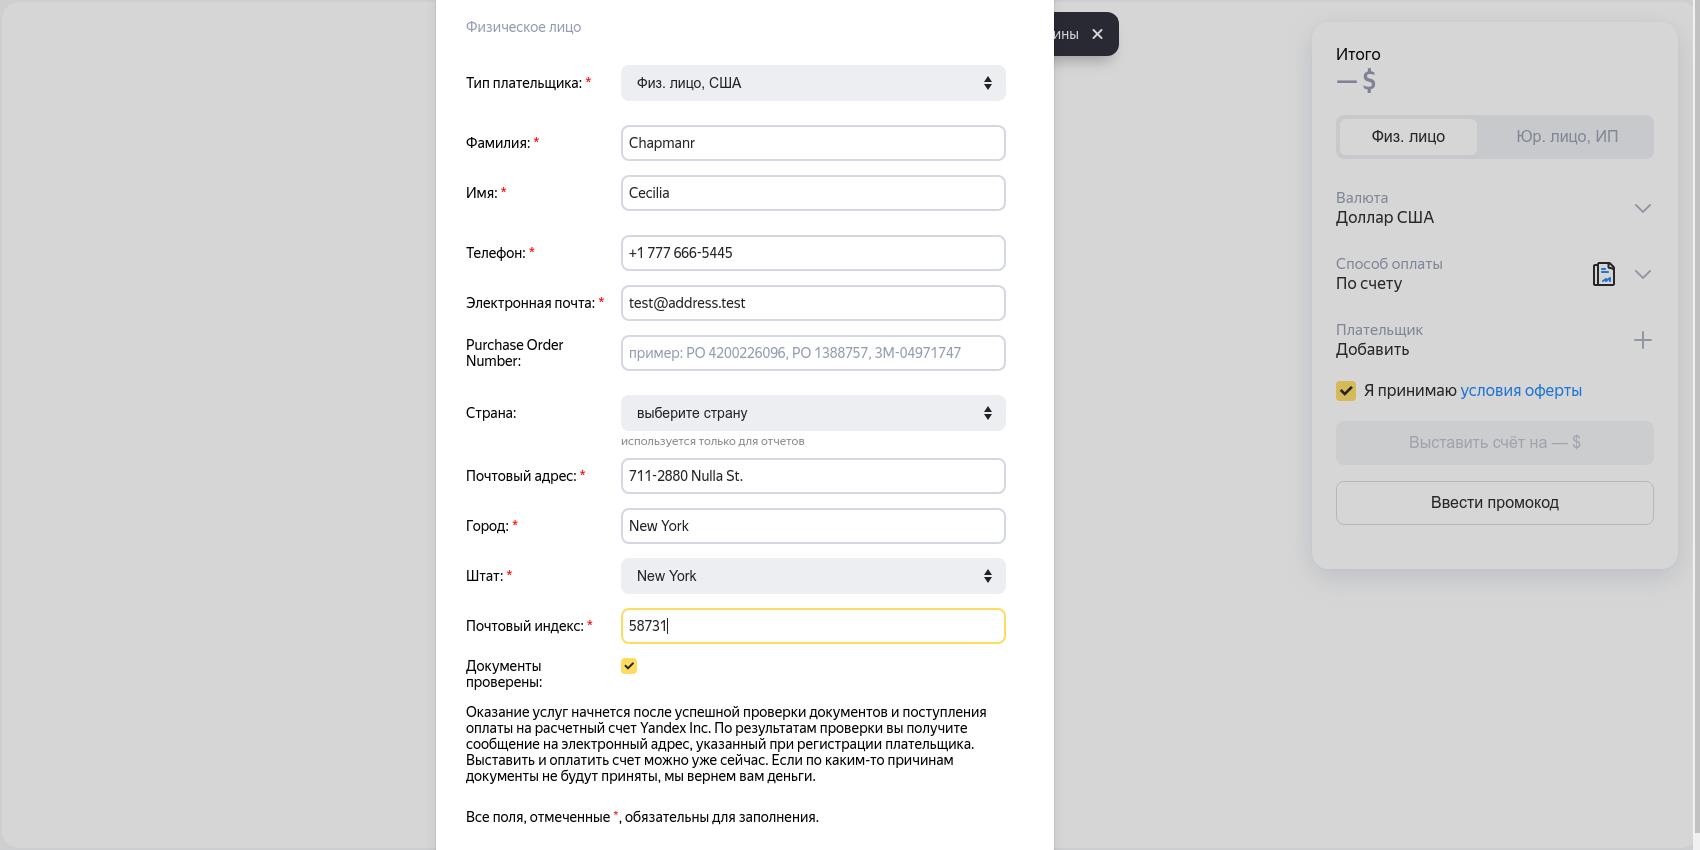 Физическое лицо
Тип плательщика: *
Физ. лицо, США
Фамилия: *
Chapmanr
Имя: *
Cecilia
Телефон: *
+1 777 666-5445
Электронная почта: *
test@address.test
Purchase Order
Number:
пример: PO 4200226096, PO 1388757, 3M-04971747
Страна:
выберите страну
используется только для отчетов
Почтовый адрес: *
711-2880 Nulla St.
Город: *
New York
Штат: *
New York
Почтовый индекс: *
58731
Документы
проверены:
Оказание услуг начнется после успешной проверки документов и поступления
оплаты на расчетный счет Yandex Inc. По результатам проверки вы получите
сообщение на электронный адрес, указанный при регистрации плательщика.
Выставить и оплатить счет можно уже сейчас. Если по каким-то причинам
документы не будут приняты, мы вернем вам деньги.
Все поля, отмеченные *, обязательны для заполнения.
Итого
— $
Физ. лицо
Юр. лицо, ИП
Валюта
Доллар США
Способ оплаты
По счету
Плательщик
Добавить
Я принимаю условия оферты
Выставить счёт на — $
Ввести промокод